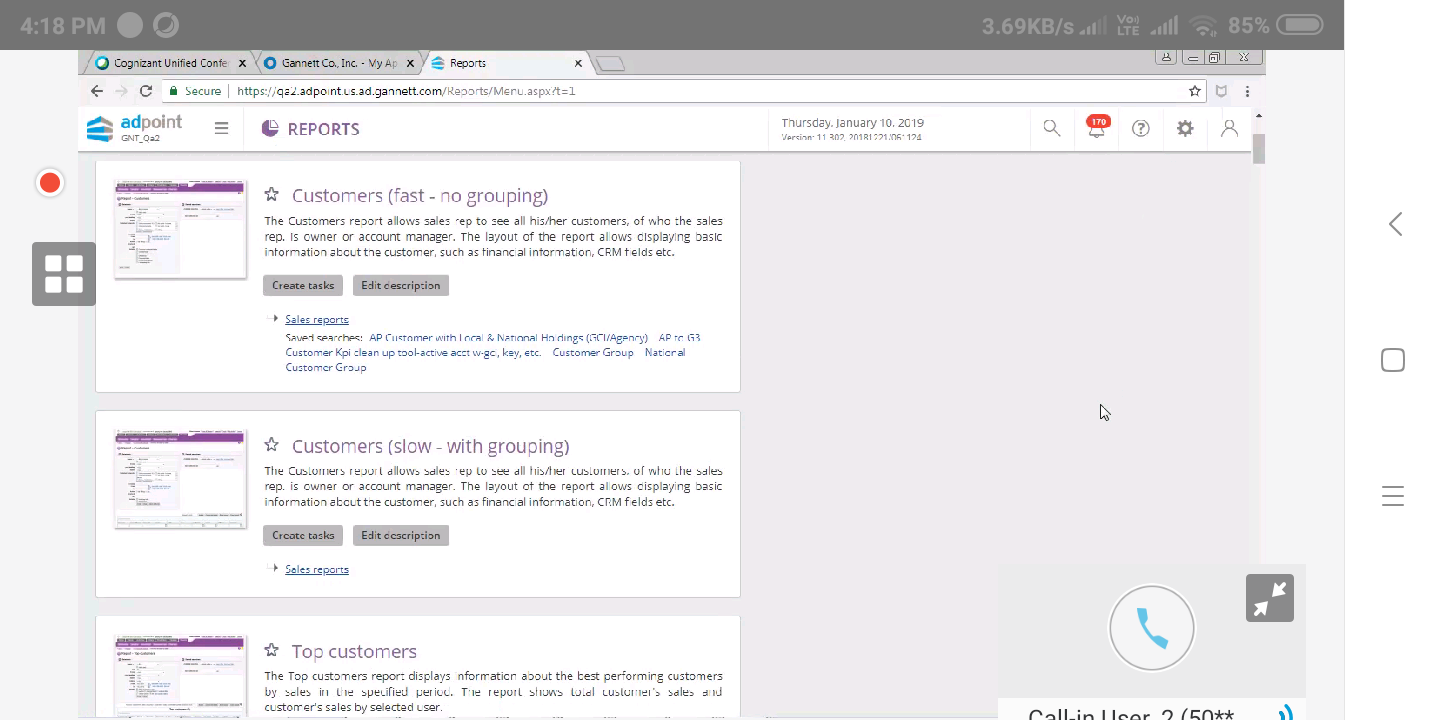 4:18 PM
3.69KB/s
Vo)
LTE
85%
Cognizant Unified Confe
Gannett Co., Inc. - My Ap
Reports
Secure
https://qa2.adpoint.us.ad.gannett.com/Reports/Menu.aspx?t=1
adpoint
GNT_Qa2
REPORTS
Thursday, January 10, 2019
Version: 11.302, 20181221/061124
170
Customers (fast - no grouping)
The Customers report allows sales rep to see all his/her customers, of who the sales
rep. is owner or account manager. The layout of the report allows displaying basic
information about the customer, such as financial information, CRM fields etc.
Create tasks
Edit description
Sales reports
Saved searches: AP Customer with Local & National Holdings (GCI/Agency) AP to G3
Customer Kpi clean up tool-active acct w-gci, key, etc. Customer Group National
Customer Group
Customers (slow - with grouping)
The Customers report allows sales rep to see all his/her customers, of who the sales
rep. is owner or account manager. The layout of the report allows displaying basic
information about the customer, such as financial information, CRM fields etc.
Create tasks
Edit description
Sales reports
Top customers
The Top customers report displays information about the best performing customers
by sales in the specified period. The report shows total customer's sales and
customer's sales by selected user.
Call-in User_2 (50**